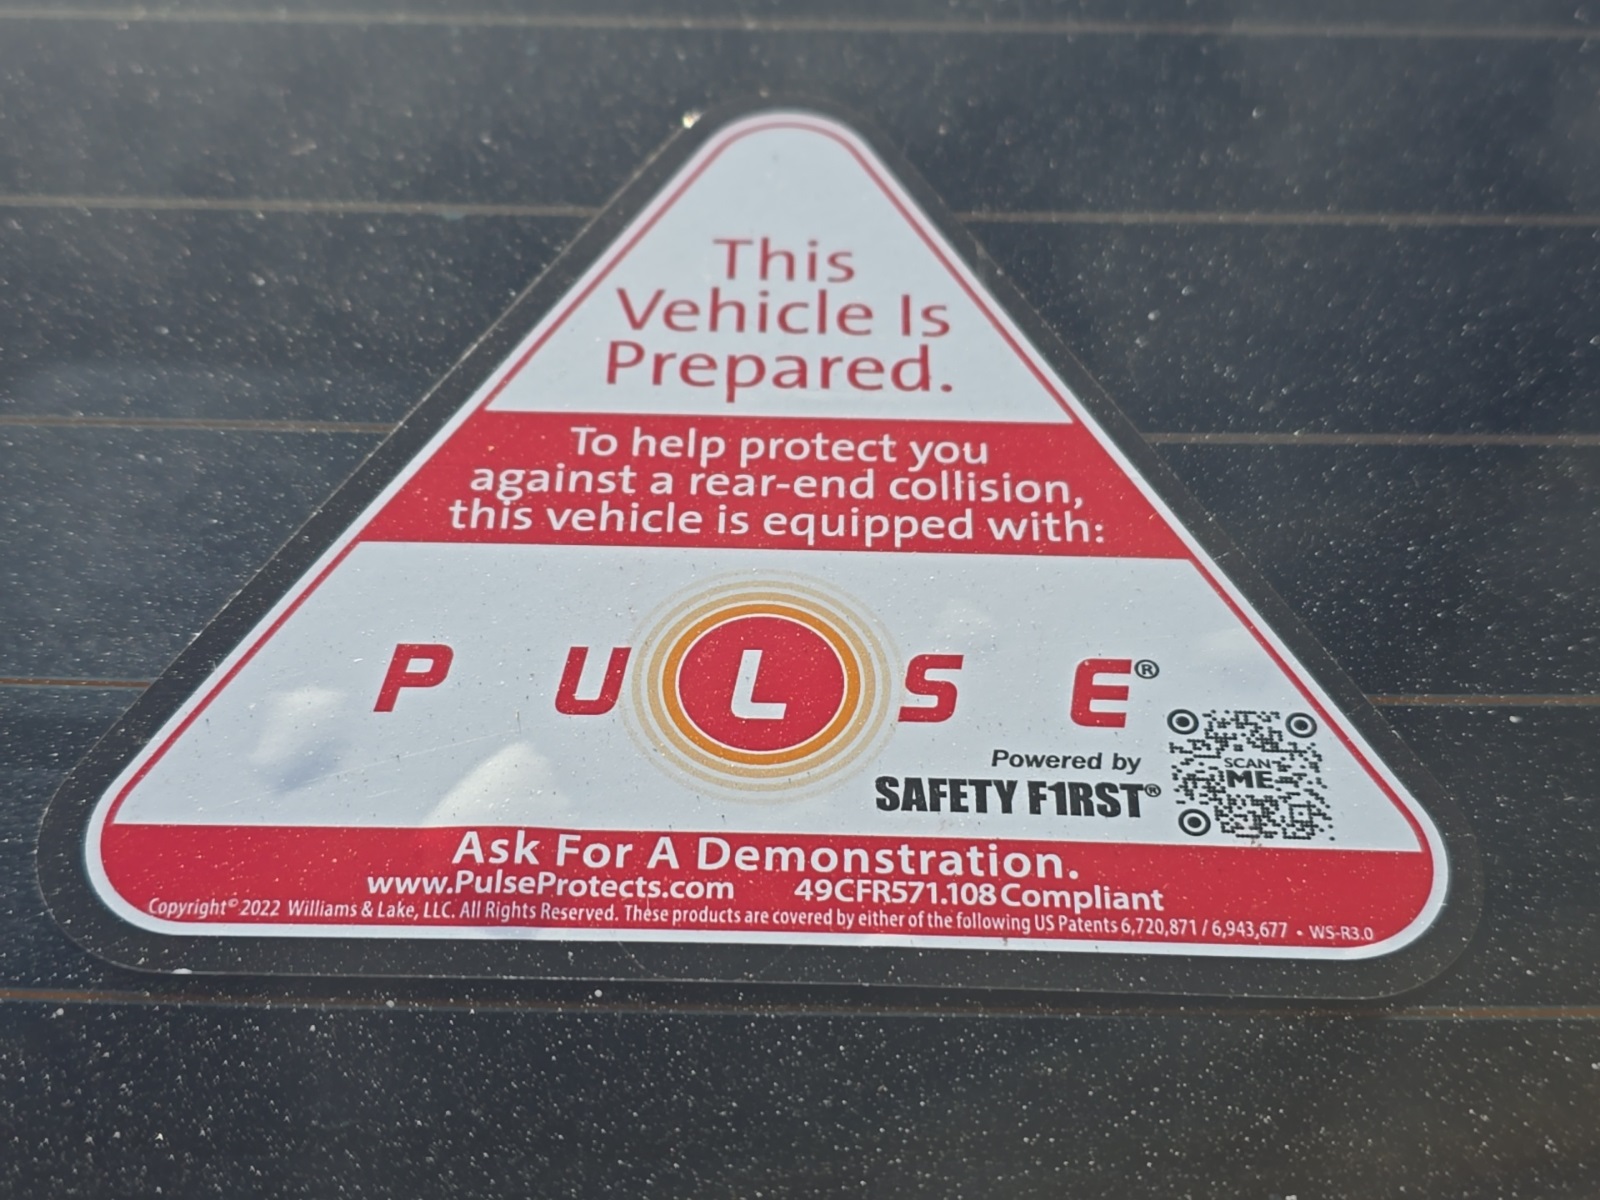 This
Vehicle Is
Prepared.
To help protect you
against a rear-end collision,
this vehicle is equipped with:
PULSE®
Powered by
SAFETY F1RST®
SCAN
ME
Ask For A Demonstration.
www.PulseProtects.com 49CFR571.108 Compliant
Copyright© 2022 Williams & Lake, LLC. All Rights Reserved. These products are covered by either of the following US Patents 6,720,871 / 6,943,677 • WS-R3.0